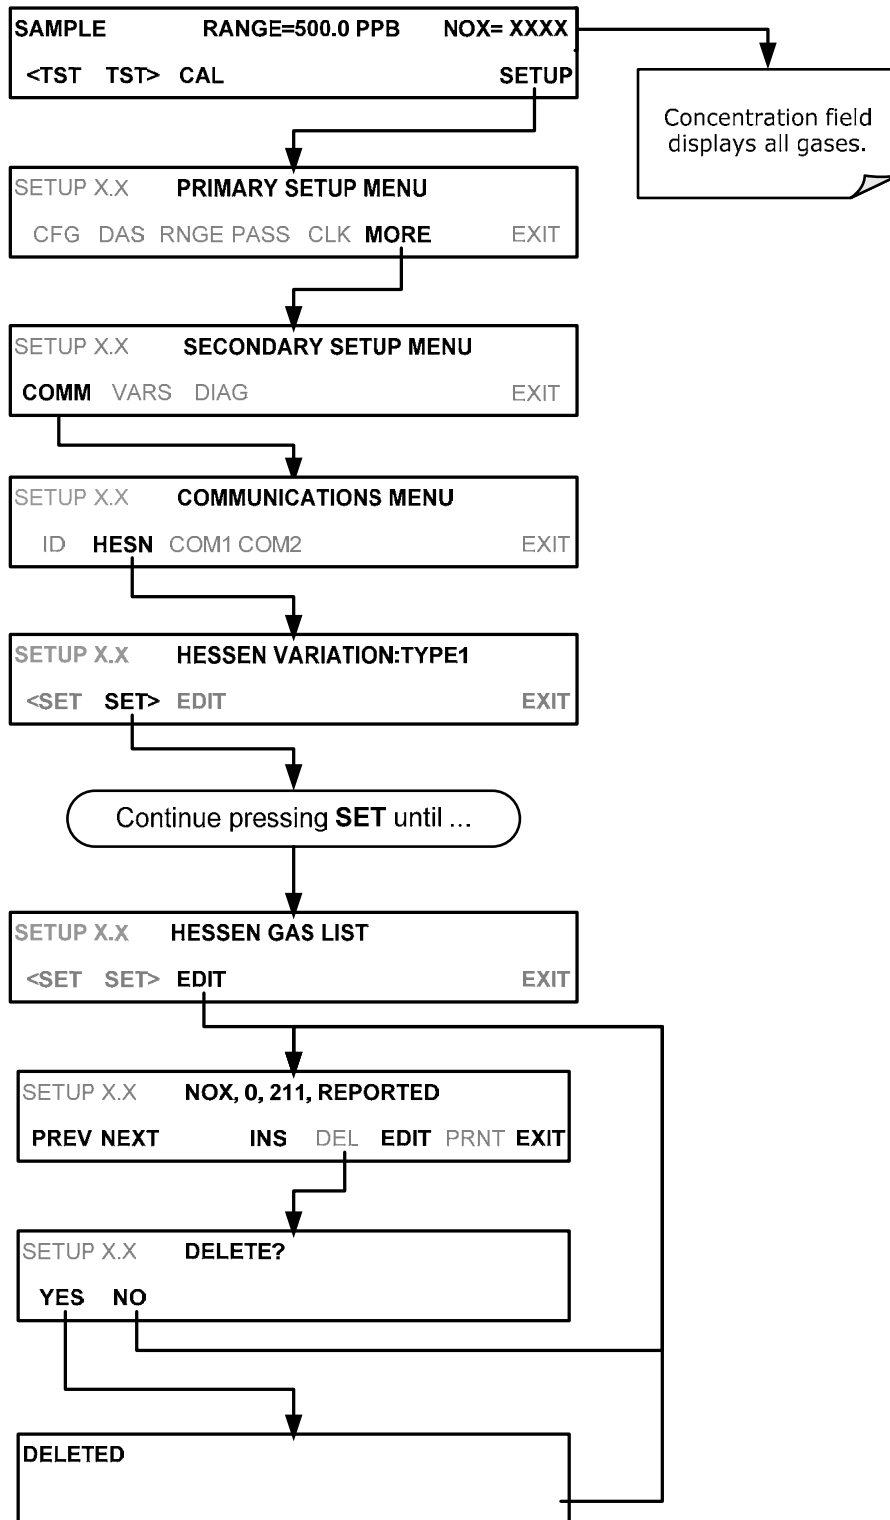 SAMPLE RANGE=500.0 PPB NOX= XXXX
<TST TST> CAL SETUP
Concentration field
displays all gases.
SETUP X.X PRIMARY SETUP MENU
CFG DAS RNGE PASS CLK MORE EXIT
SETUP X.X SECONDARY SETUP MENU
COMM VARS DIAG EXIT
SETUP X.X COMMUNICATIONS MENU
ID HESN COM1 COM2 EXIT
SETUP X.X HESSEN VARIATION:TYPE1
<SET SET> EDIT EXIT
Continue pressing SET until ...
SETUP X.X HESSEN GAS LIST
<SET SET> EDIT EXIT
SETUP X.X NOX, 0, 211, REPORTED
PREV NEXT INS DEL EDIT PRNT EXIT
SETUP X.X DELETE?
YES NO
DELETED